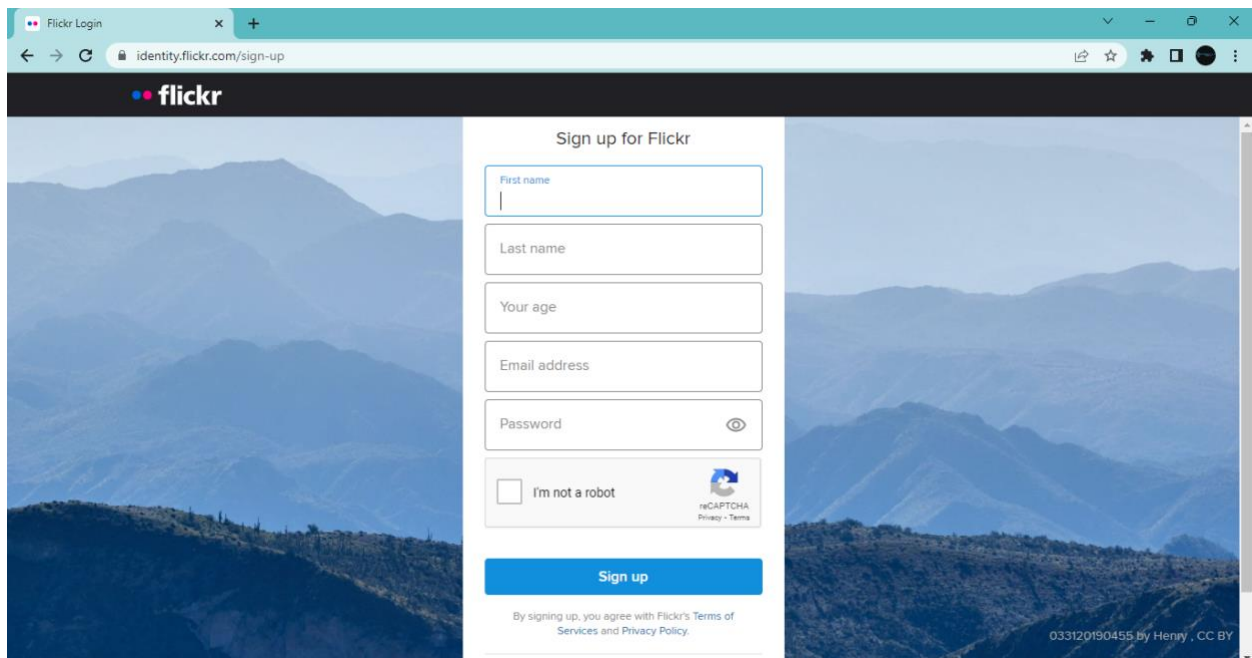 Flickr Login
identity.flickr.com/sign-up
flickr
Sign up for Flickr
First name
Last name
Your age
Email address
Password
I'm not a robot
reCAPTCHA
Privacy - Terms
Sign up
By signing up, you agree with Flickr's Terms of
Services and Privacy Policy.
033120190455 by Henry , CC BY